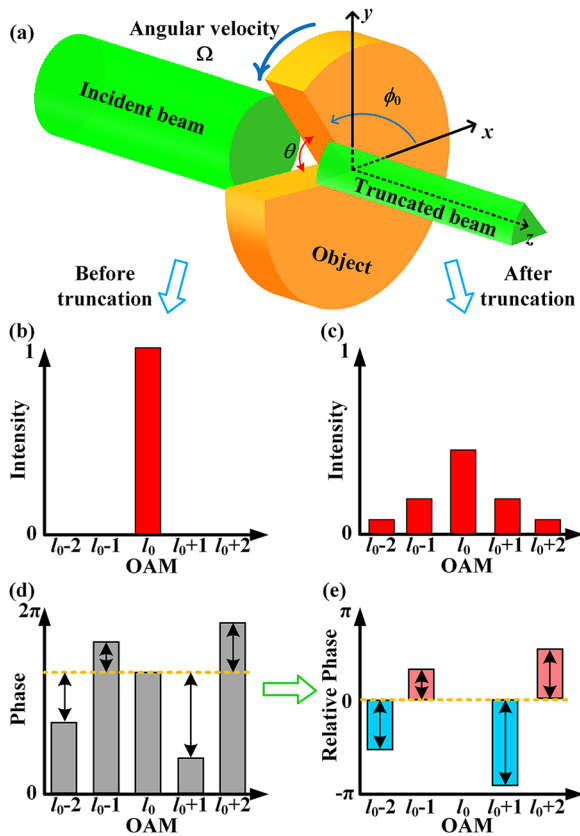 (a)
Angular velocity
Ω
y
ϕ₀
x
Incident beam
θ
Truncated beam
z
Object
Before
truncation
After
truncation
(b)
1
Intensity
0
l₀-2 l₀-1 l₀ l₀+1 l₀+2
OAM
(c)
1
Intensity
0
l₀-2 l₀-1 l₀ l₀+1 l₀+2
OAM
(d)
2π
Phase
0
l₀-2 l₀-1 l₀ l₀+1 l₀+2
OAM
(e)
π
Relative Phase
0
-π
l₀-2 l₀-1 l₀ l₀+1 l₀+2
OAM